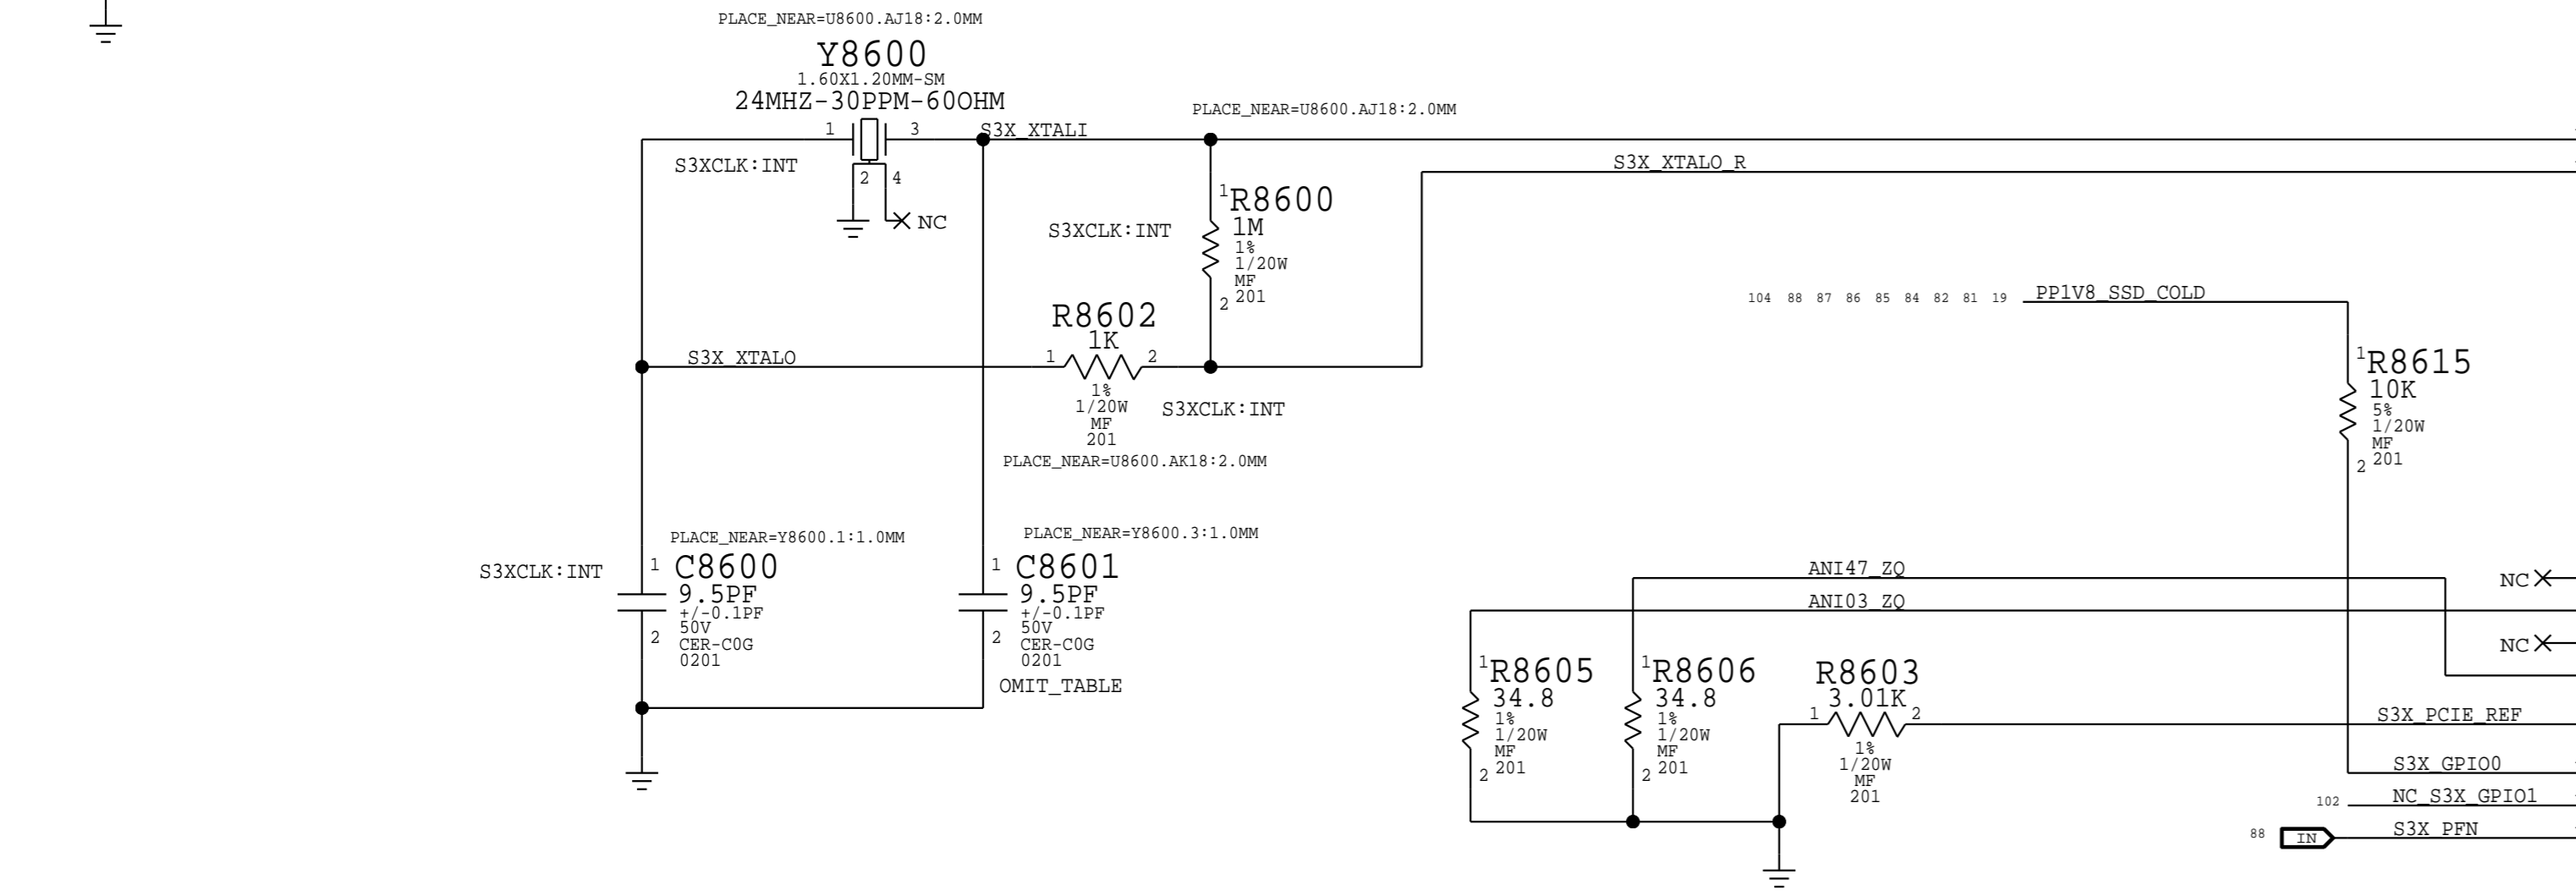 PLACE_NEAR=U8600.AJ18:2.0MM
Y8600
1.60X1.20MM-SM
24MHZ-30PPM-60OHM
1
3
S3X_XTALI
S3XCLK:INT
2
4
NC
PLACE_NEAR=U8600.AJ18:2.0MM
S3X_XTALO_R
1
R8600
1M
1%
1/20W
MF
201
2
S3XCLK:INT
R8602
1K
S3X_XTALO
1
2
1%
1/20W
MF
201
S3XCLK:INT
PLACE_NEAR=U8600.AK18:2.0MM
PLACE_NEAR=Y8600.1:1.0MM
S3XCLK:INT
1
C8600
9.5PF
+/-0.1PF
50V
CER-C0G
0201
2
PLACE_NEAR=Y8600.3:1.0MM
1
C8601
9.5PF
+/-0.1PF
50V
CER-C0G
0201
2
OMIT_TABLE
104 88 87 86 85 84 82 81 19
PP1V8_SSD_COLD
1
R8615
10K
5%
1/20W
MF
201
2
ANI47_ZQ
ANI03_ZQ
NC
NC
1
R8605
34.8
1%
1/20W
MF
201
2
1
R8606
34.8
1%
1/20W
MF
201
2
R8603
3.01K
1
2
1%
1/20W
MF
201
S3X_PCIE_REF
S3X_GPIO0
102
NC_S3X_GPIO1
88
IN
S3X_PFN